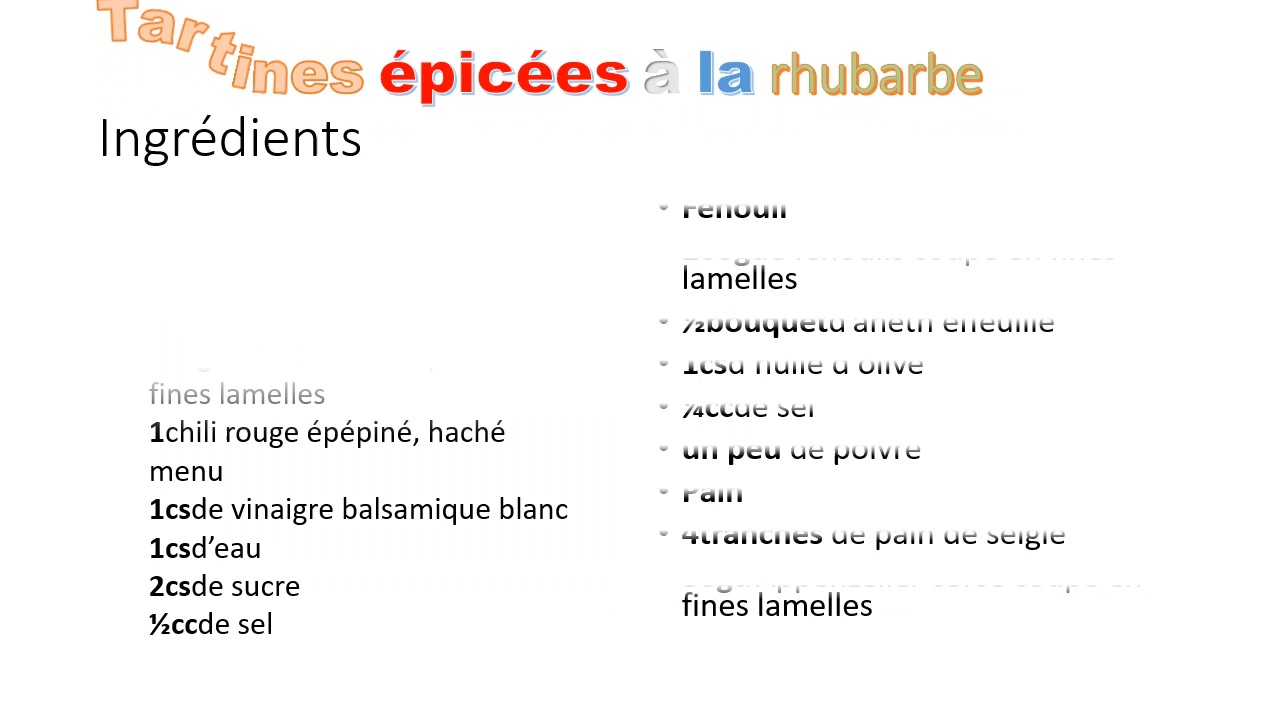 Tartines épicées à la rhubarbe
Ingrédients
fines lamelles
1chili rouge épépiné, haché
menu
1csde vinaigre balsamique blanc
1csd’eau
2csde sucre
½ccde sel
Fenouil
lamelles
½bouquetd’aneth effeuillé
1csd’huile d’olive
¼ccde sel
un peu de poivre
Pain
4tranches de pain de seigle
fines lamelles